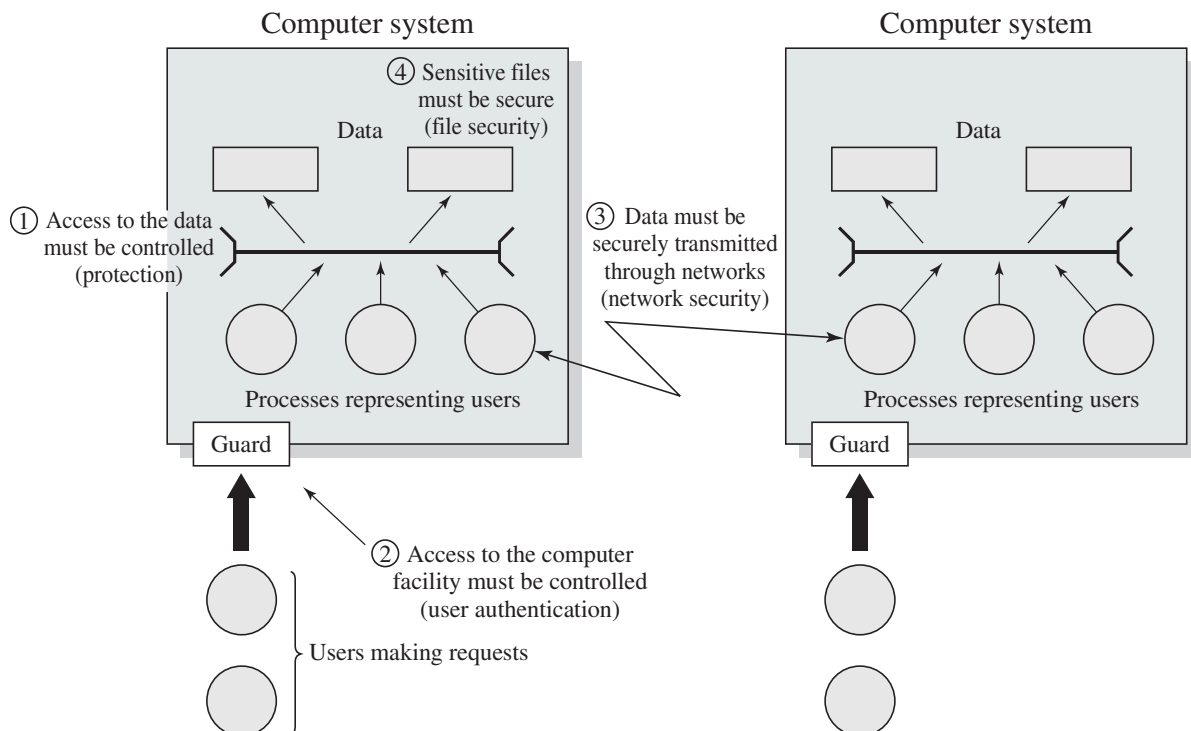 Computer system
④ Sensitive files
must be secure
(file security)
Data
① Access to the data
must be controlled
(protection)
Processes representing users
Guard
② Access to the computer
facility must be controlled
(user authentication)
Users making requests
③ Data must be
securely transmitted
through networks
(network security)
Computer system
Data
Processes representing users
Guard